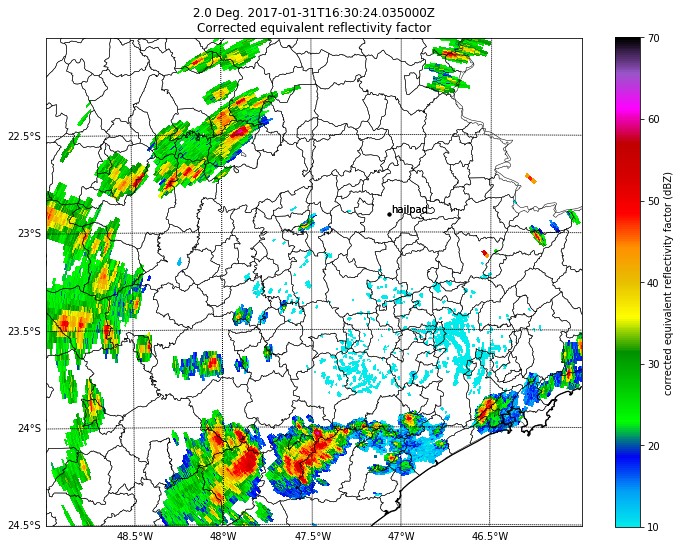 2.0 Deg. 2017-01-31T16:30:24.035000Z
Corrected equivalent reflectivity factor
70
60
50
40
30
20
10
corrected equivalent reflectivity factor (dBZ)
hailpad
22.5°S
23°S
23.5°S
24°S
24.5°S
48.5°W
48°W
47.5°W
47°W
46.5°W